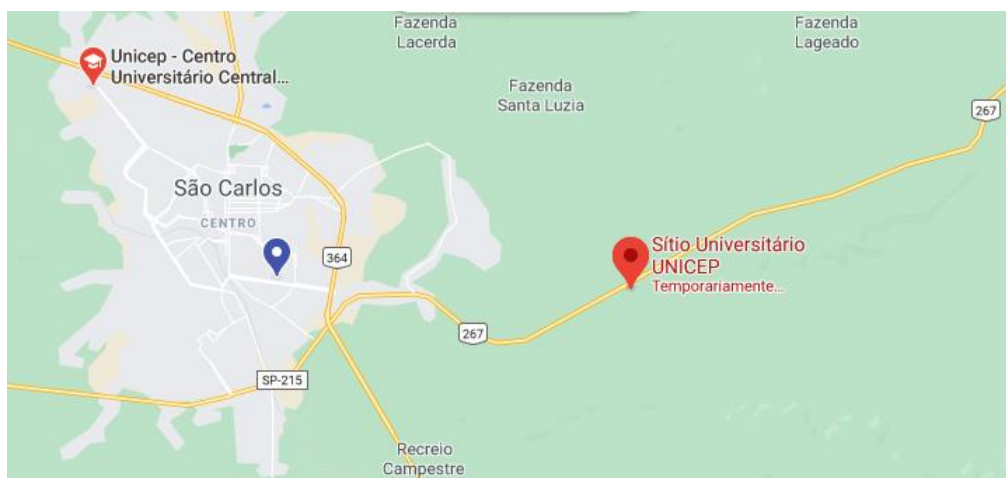 Fazenda
Lacerda
Fazenda
Lageado
Unicep - Centro
Universitário Central...
Fazenda
Santa Luzia
267
São Carlos
CENTRO
364
Sítio Universitário
UNICEP
Temporariamente...
267
SP-215
Recreio
Campestre